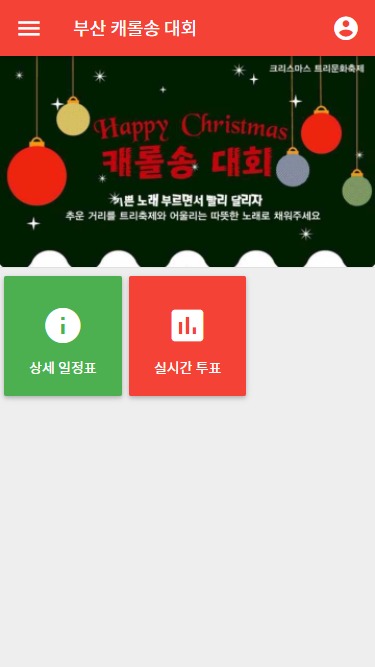 부산 캐롤송 대회
크리스마스 트리문화축제
Happy Christmas
캐롤송 대회
노래 부르면서 빨리 달리자
추운 거리를 트리축제와 어울리는 따뜻한 노래로 채워주세요
상세 일정표
실시간 투표